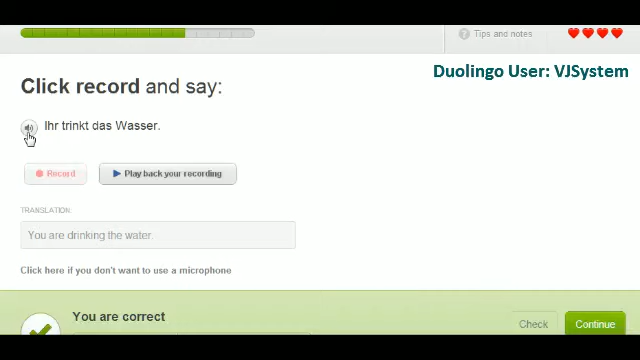 Tips and notes
Duolingo User: VJSystem
Click record and say:
Ihr trinkt das Wasser.
Record
Play back your recording
TRANSLATION:
You are drinking the water.
Click here if you don't want to use a microphone
You are correct
Check
Continue